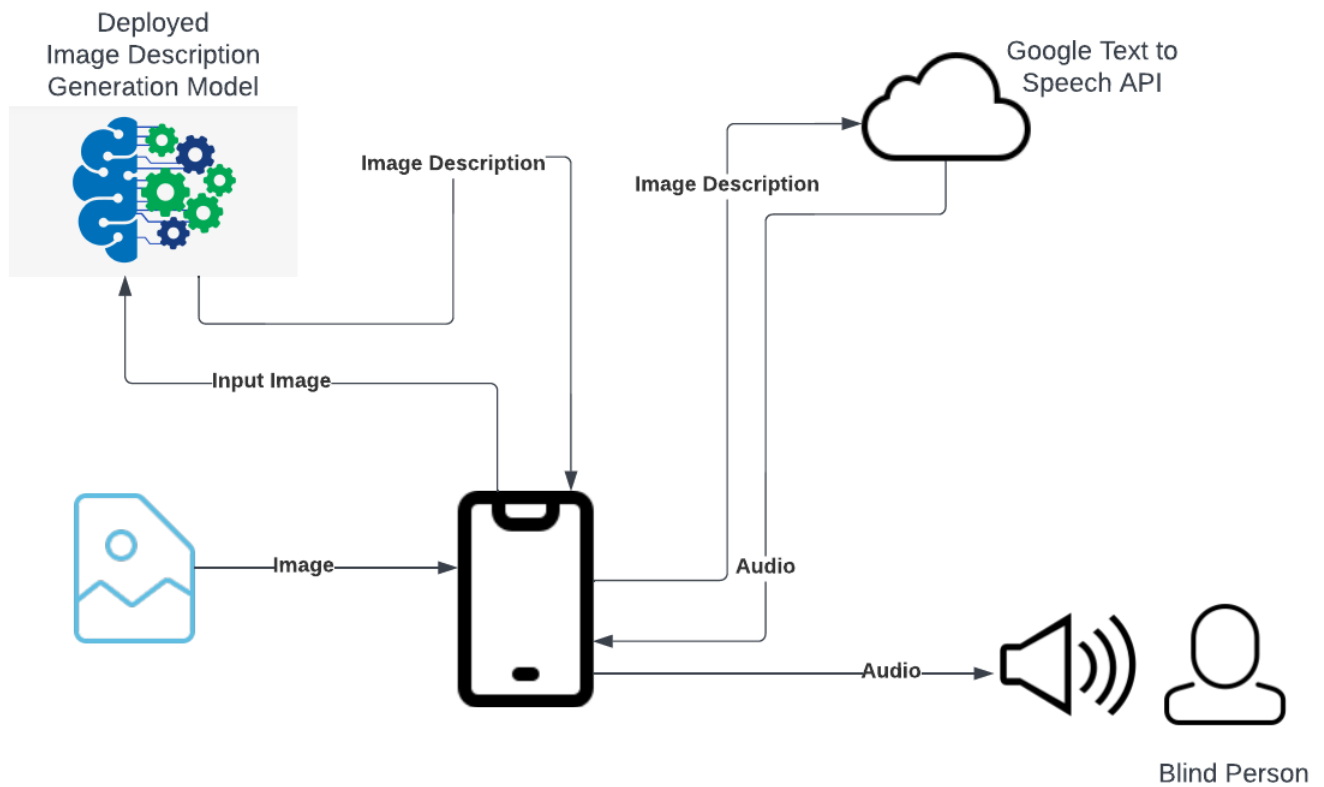 Deployed
Image Description
Generation Model
Google Text to
Speech API
Image Description
Image Description
Input Image
Image
Audio
Audio
Blind Person